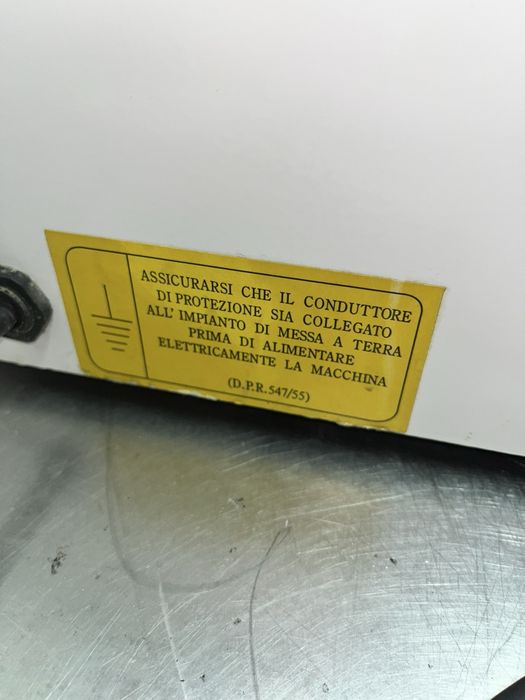 ASSICURARSI CHE IL CONDUTTORE
DI PROTEZIONE SIA COLLEGATO
ALL' IMPIANTO DI MESSA A TERRA
PRIMA DI ALIMENTARE
ELETTRICAMENTE LA MACCHINA
(D.P.R.547/55)